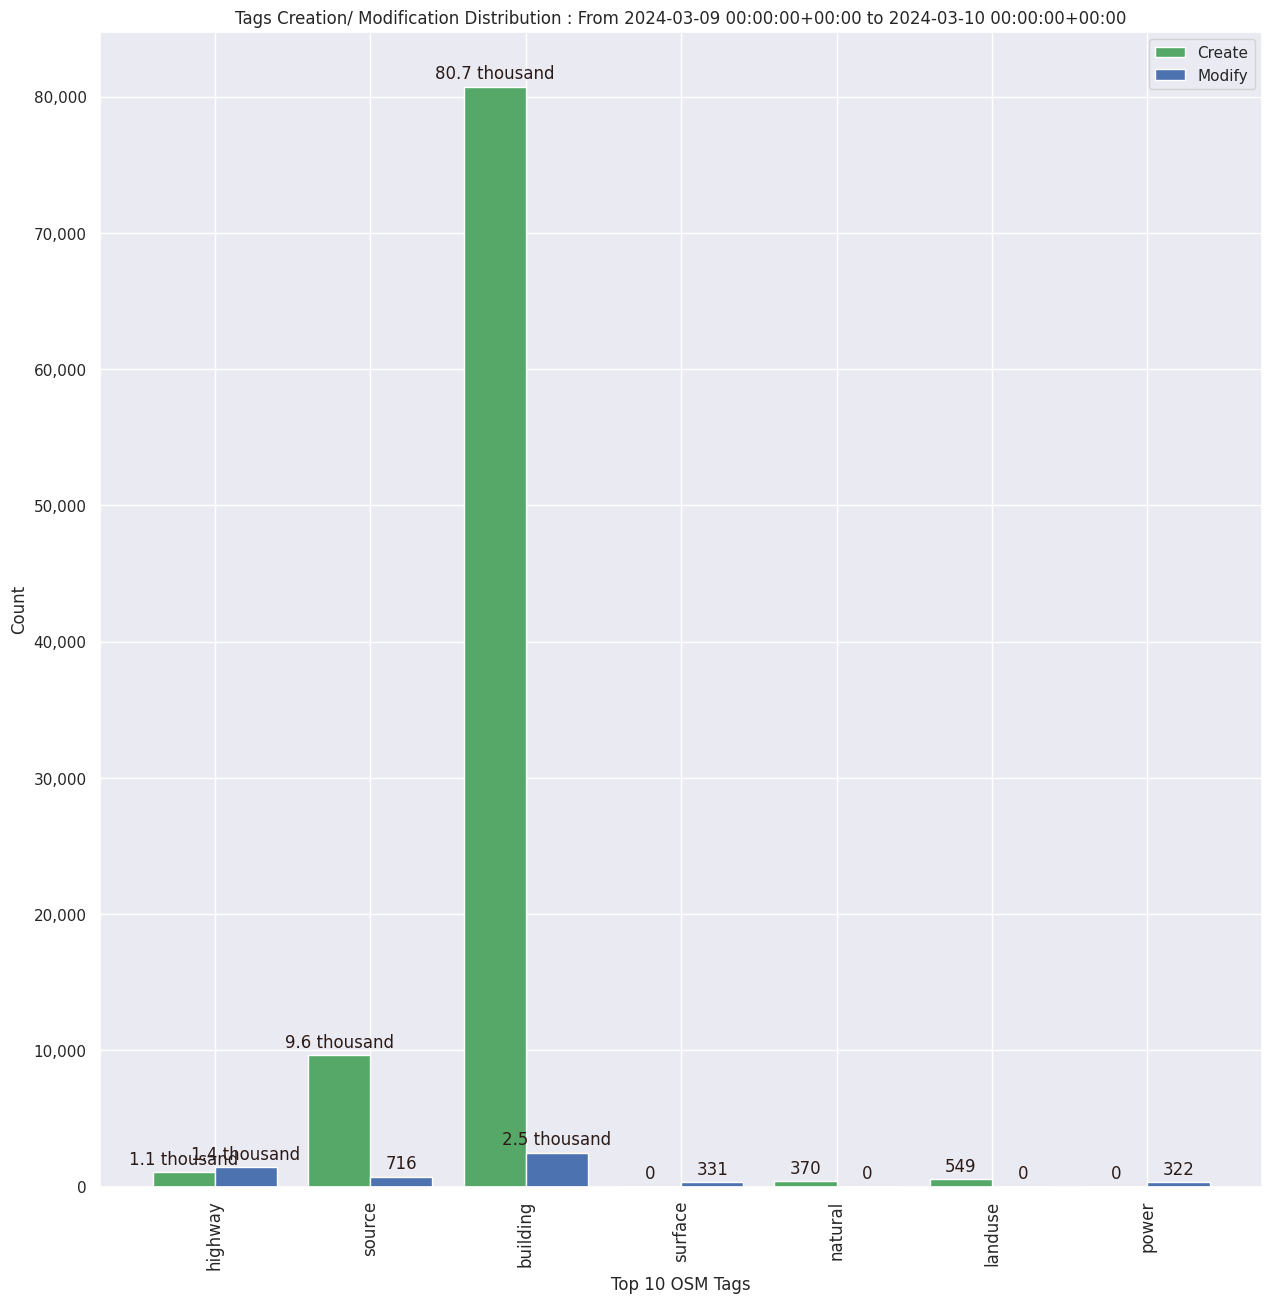 Tags Creation/ Modification Distribution : From 2024-03-09 00:00:00+00:00 to 2024-03-10 00:00:00+00:00
Create
Modify
Count
80,000
70,000
60,000
50,000
40,000
30,000
20,000
10,000
0
1.1 thousand
1.4 thousand
9.6 thousand
716
80.7 thousand
2.5 thousand
0
331
370
0
549
0
0
322
highway
source
building
surface
natural
landuse
power
Top 10 OSM Tags